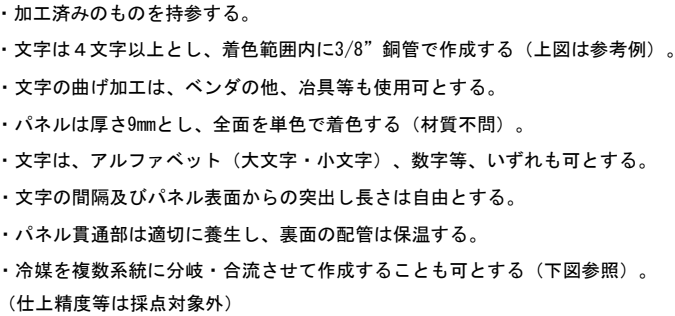 ・加工済みのものを持参する。
・文字は４文字以上とし、着色範囲内に3/8”銅管で作成する（上図は参考例）。
・文字の曲げ加工は、ベンダの他、冶具等も使用可とする。
・パネルは厚さ9㎜とし、全面を単色で着色する（材質不問）。
・文字は、アルファベット（大文字・小文字）、数字等、いずれも可とする。
・文字の間隔及びパネル表面からの突出し長さは自由とする。
・パネル貫通部は適切に養生し、裏面の配管は保温する。
・冷媒を複数系統に分岐・合流させて作成することも可とする（下図参照）。
（仕上精度等は採点対象外）